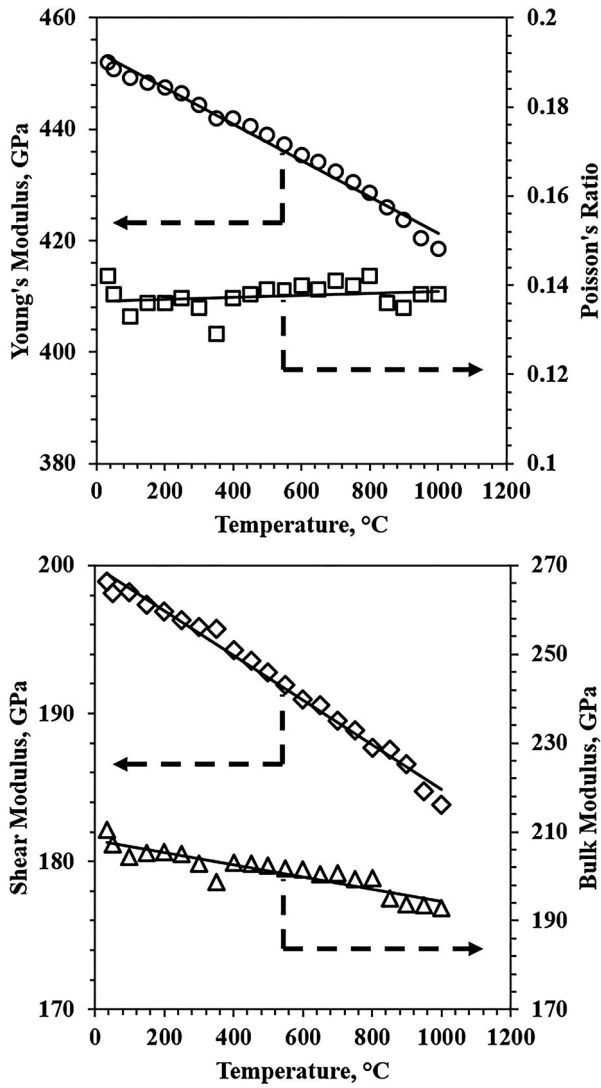 460
440
420
400
380
Young's Modulus, GPa
0.2
0.18
0.16
0.14
0.12
0.1
Poisson's Ratio
0 200 400 600 800 1000 1200
Temperature, °C
200
190
180
170
Shear Modulus, GPa
270
250
230
210
190
170
Bulk Modulus, GPa
0 200 400 600 800 1000 1200
Temperature, °C